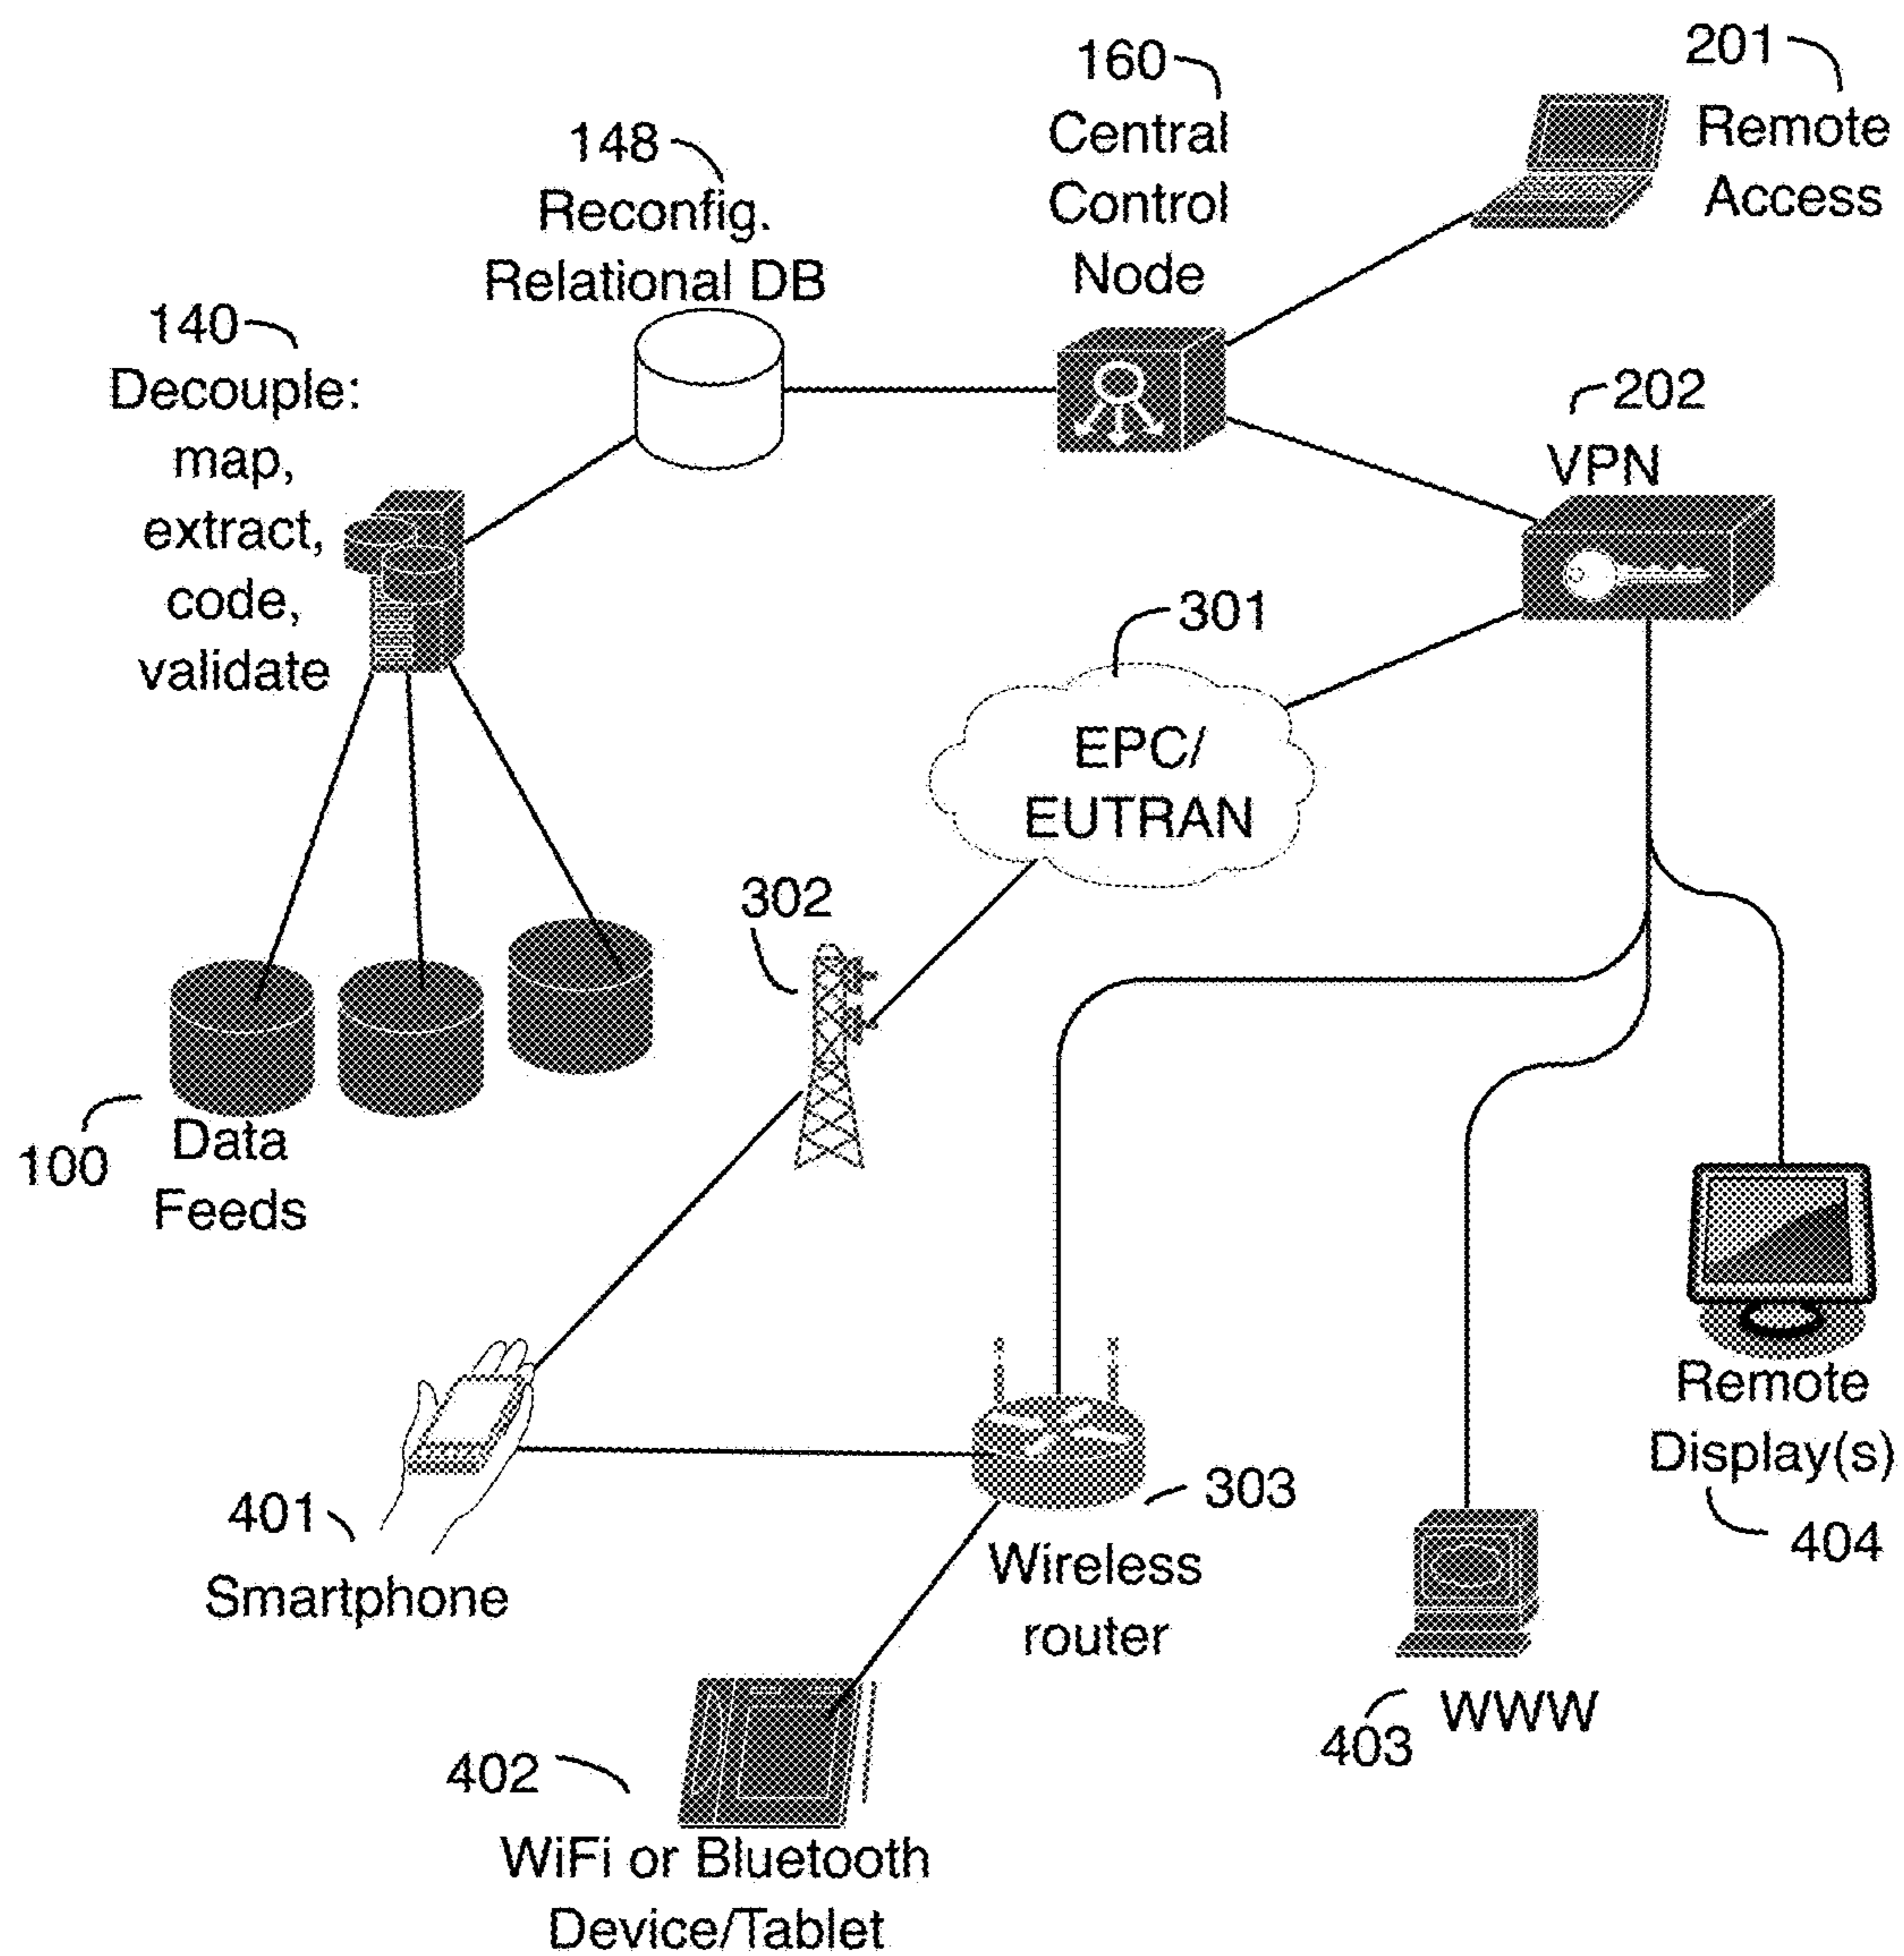 201
Remote
Access
160
Central
Control
Node
148
Reconfig.
Relational DB
140
Decouple:
map,
extract,
code,
validate
202
VPN
301
EPC/
EUTRAN
302
100
Data
Feeds
401
Smartphone
303
Wireless
router
Remote
Display(s)
404
403
WWW
402
WiFi or Bluetooth
Device/Tablet